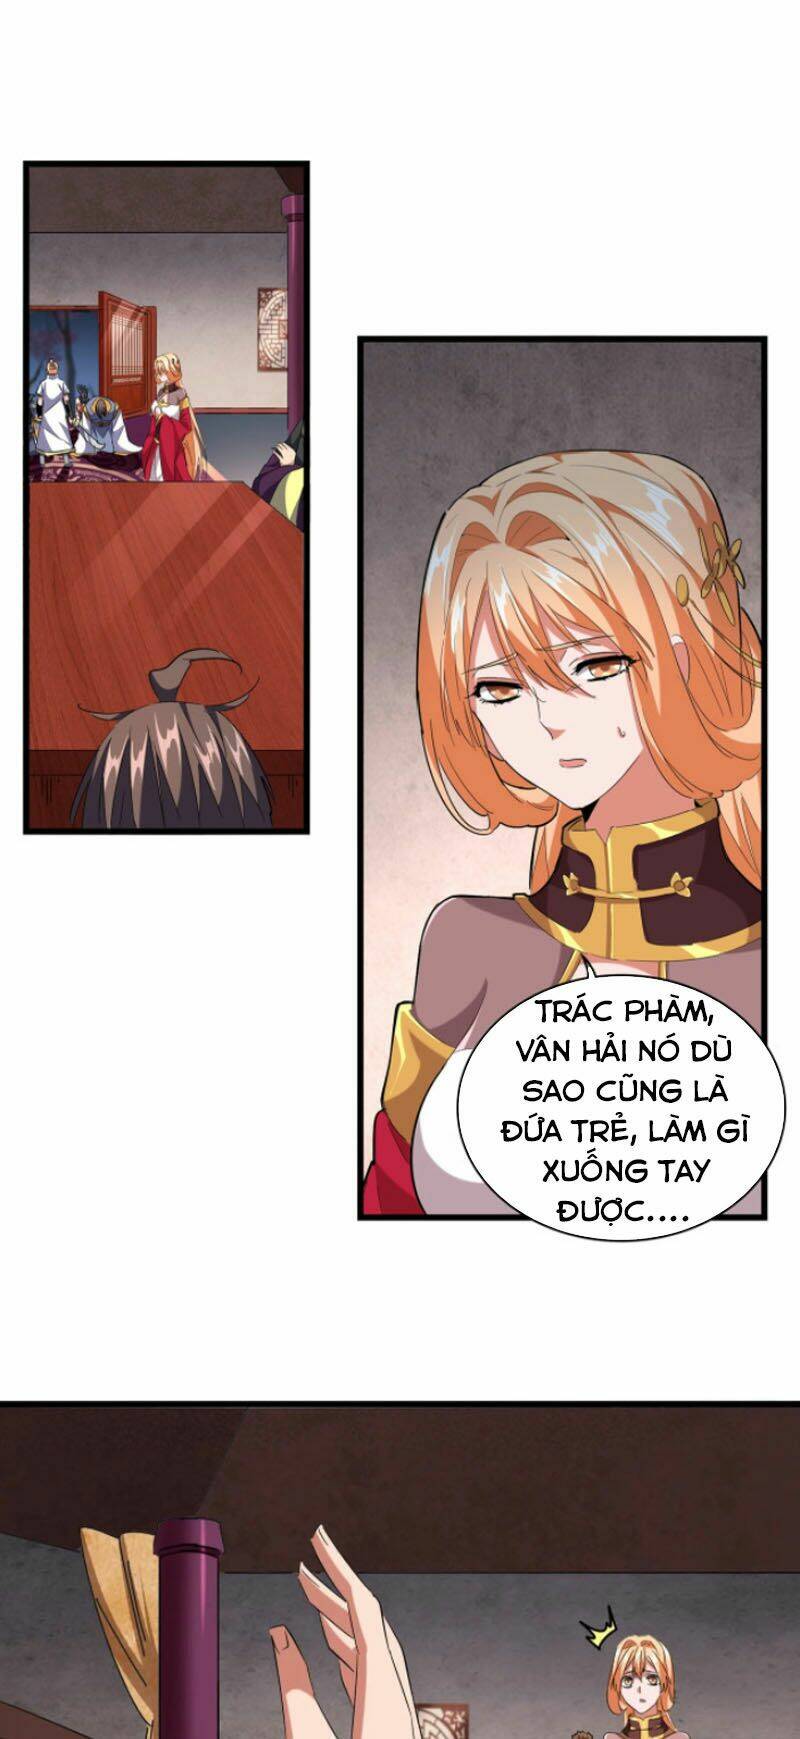 TRÁC PHÀM,
VÂN HẢI NÓ DÙ
SAO CŨNG LÀ
ĐỨA TRẺ, LÀM GÌ
XUỐNG TAY
ĐƯỢC....